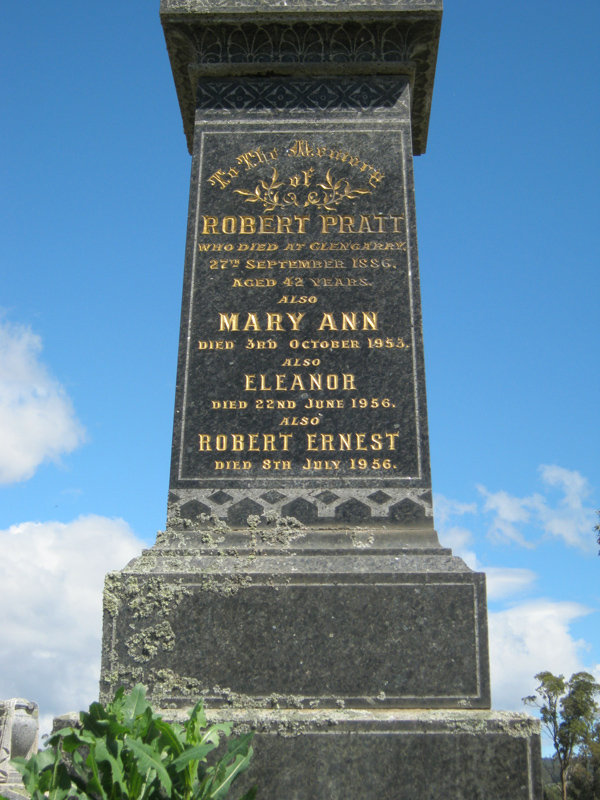 To The Memory
of
ROBERT PRATT
WHO DIED AT GLENGARRY,
27TH SEPTEMBER 1886,
AGED 42 YEARS.
ALSO
MARY ANN
DIED 3RD OCTOBER 1953.
ALSO
ELEANOR
DIED 22ND JUNE 1956.
ALSO
ROBERT ERNEST
DIED 8TH JULY 1956.